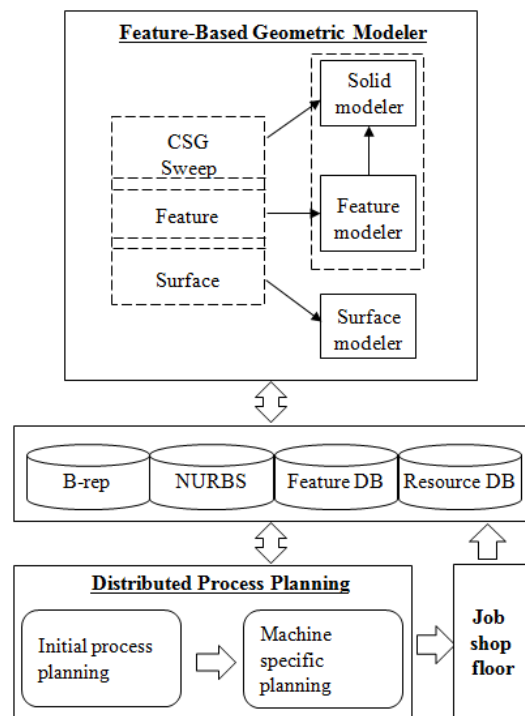 Feature-Based Geometric Modeler
Solid
modeler
CSG
Sweep
Feature
Feature
modeler
Surface
Surface
modeler
B-rep
NURBS
Feature DB
Resource DB
Distributed Process Planning
Initial process
planning
Machine
specific
planning
Job
shop
floor